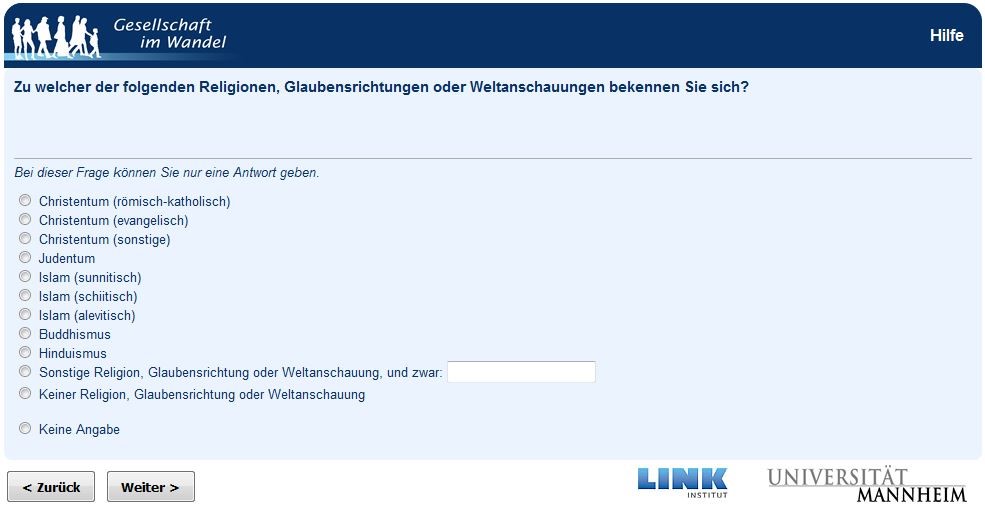 Gesellschaft
im Wandel
Hilfe
Zu welcher der folgenden Religionen, Glaubensrichtungen oder Weltanschauungen bekennen Sie sich?
Bei dieser Frage können Sie nur eine Antwort geben.
Christentum (römisch-katholisch)
Christentum (evangelisch)
Christentum (sonstige)
Judentum
Islam (sunnitisch)
Islam (schiitisch)
Islam (alevitisch)
Buddhismus
Hinduismus
Sonstige Religion, Glaubensrichtung oder Weltanschauung, und zwar:
Keiner Religion, Glaubensrichtung oder Weltanschauung
Keine Angabe
< Zurück
Weiter >
LINK
INSTITUT
UNIVERSITÄT
MANNHEIM